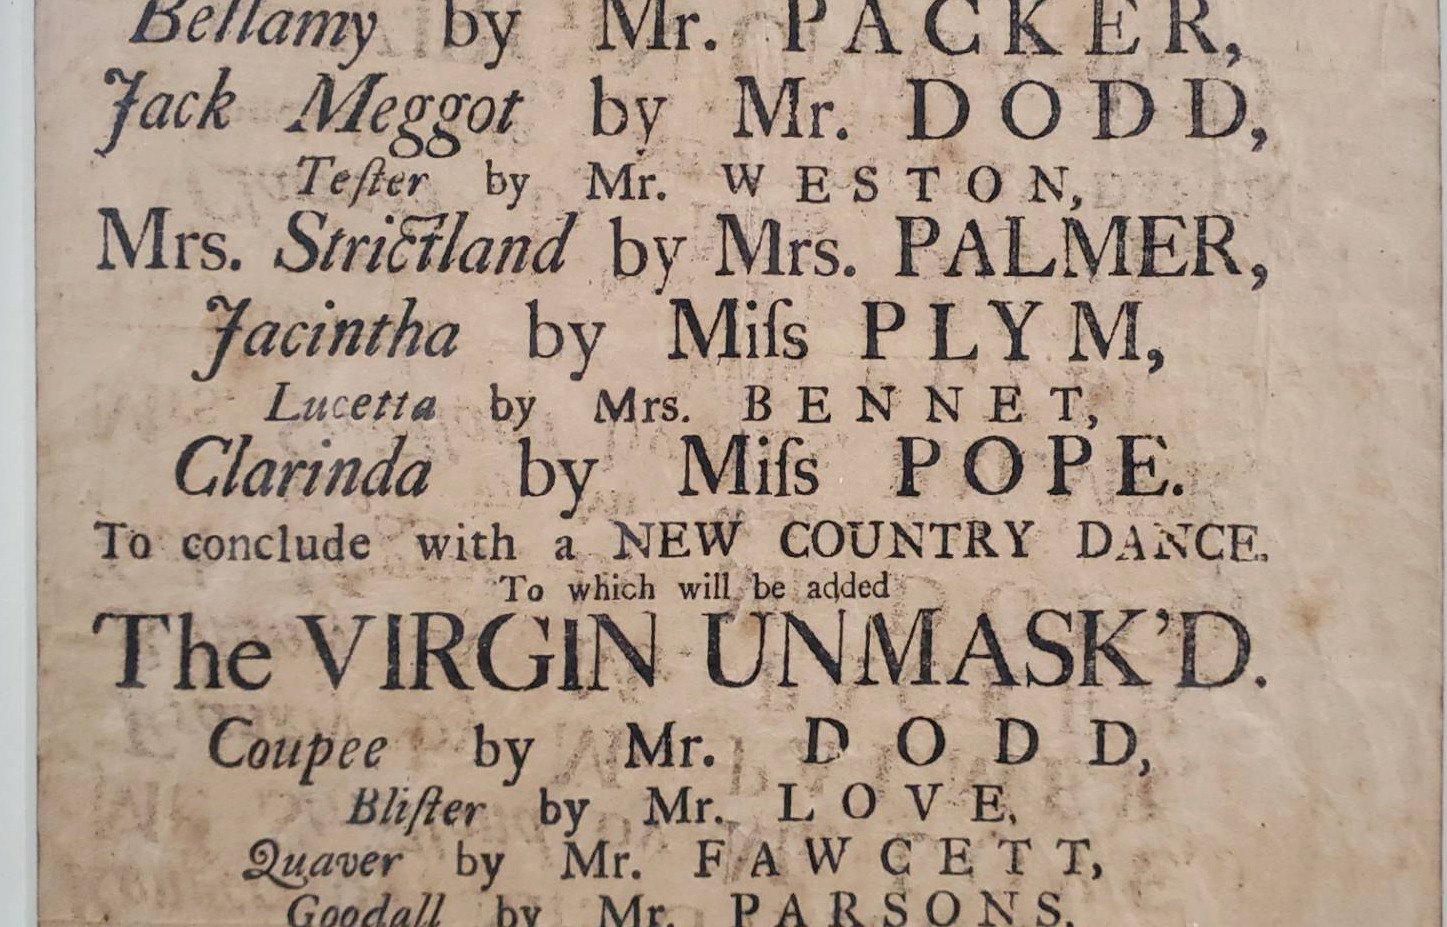 Bellamy by Mr. PACKER,
Jack Meggot by Mr. DODD,
Teſter by Mr. WESTON,
Mrs. Strictland by Mrs. PALMER,
Jacintha by Miſs PLYM,
Lucetta by Mrs. BENNET,
Clarinda by Miſs POPE.
To conclude with a NEW COUNTRY DANCE.
To which will be added
The VIRGIN UNMASK'D.
Coupee by Mr. DODD,
Bliſter by Mr. LOVE,
Quaver by Mr. FAWCETT,
Goodall by Mr. PARSONS,